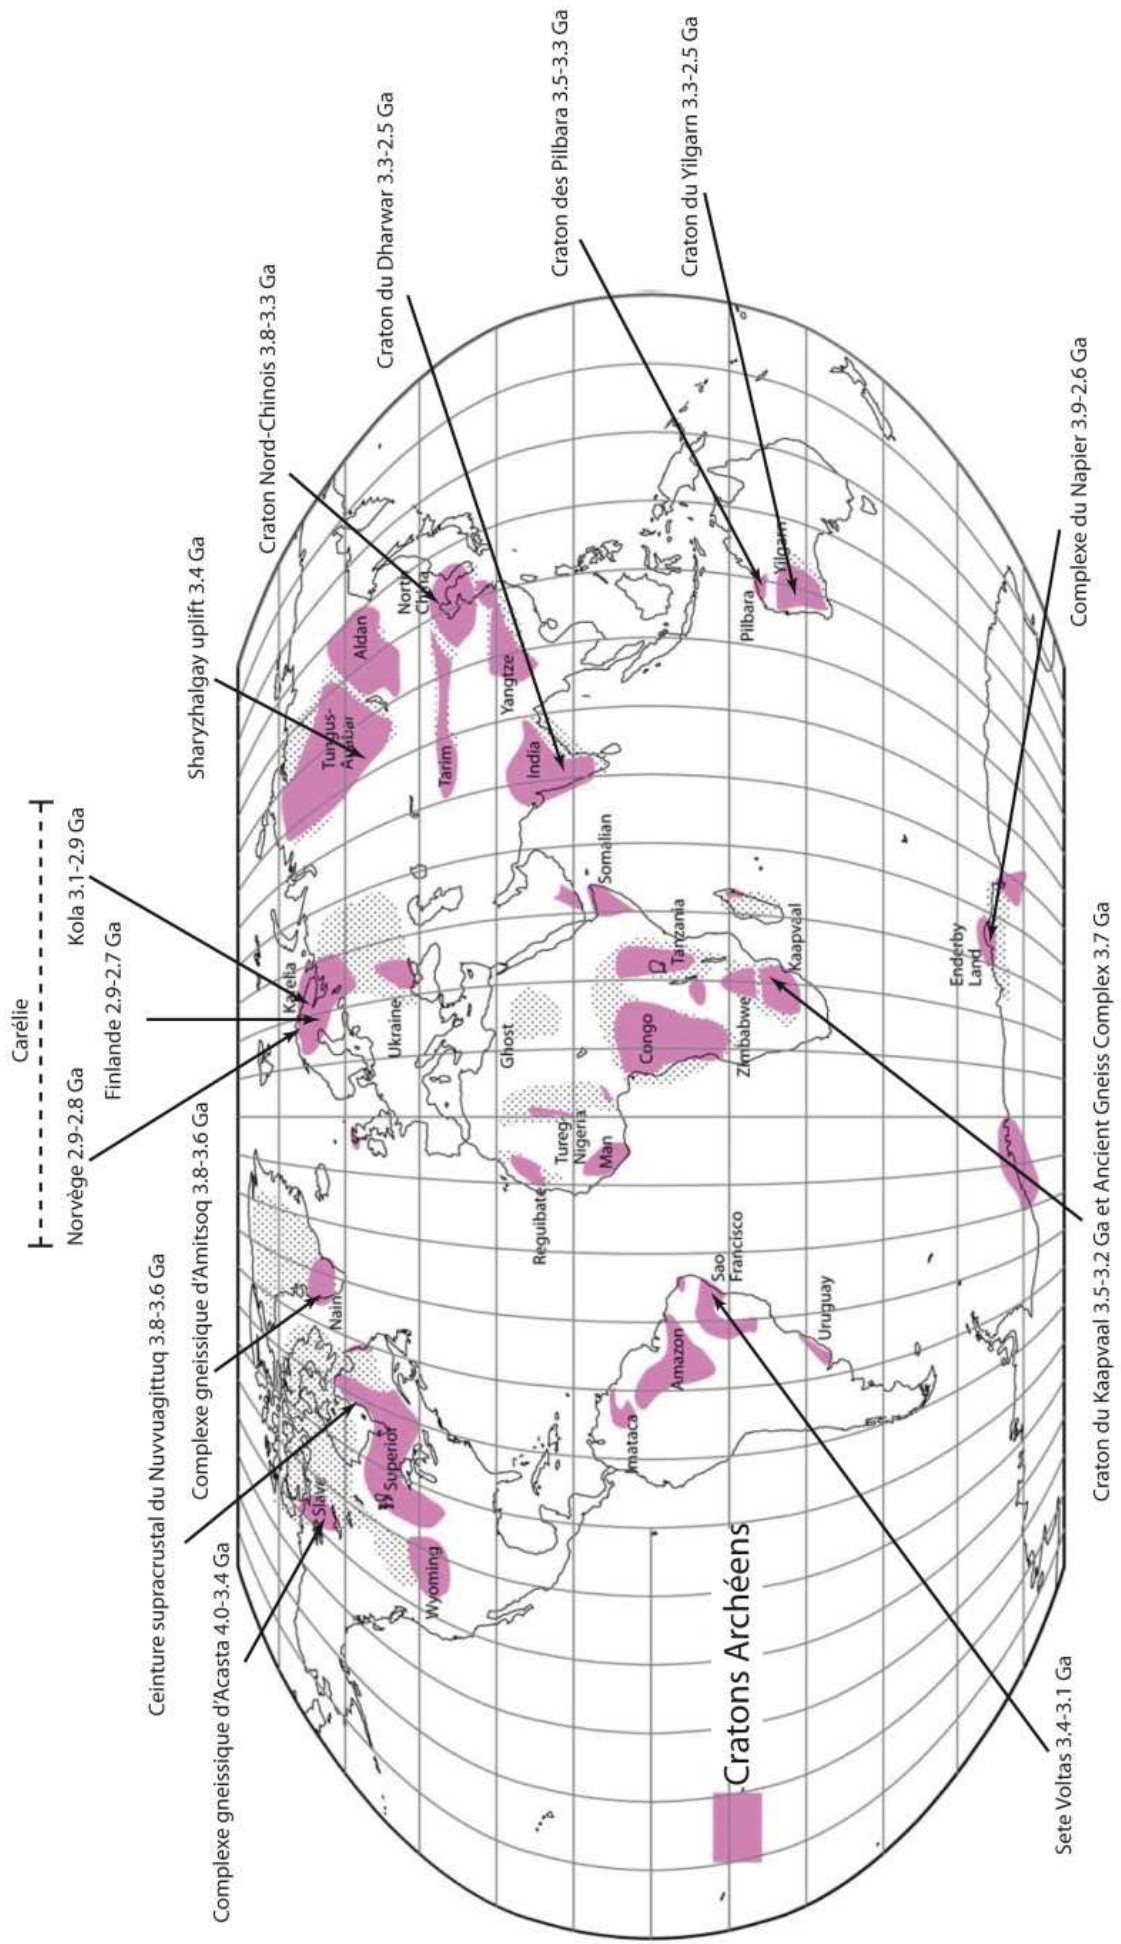 Carélie
Norvège 2.9-2.8 Ga
Kola 3.1-2.9 Ga
Finlande 2.9-2.7 Ga
Ceinture supracrustal du Nuvvuagittuq 3.8-3.6 Ga
Complexe gneissique d'Amitsoq 3.8-3.6 Ga
Complexe gneissique d'Acasta 4.0-3.4 Ga
Sharyzhalgay uplift 3.4 Ga
Craton Nord-Chinois 3.8-3.3 Ga
Craton du Dharwar 3.3-2.5 Ga
Craton des Pilbara 3.5-3.3 Ga
Craton du Yilgarn 3.3-2.5 Ga
Slave
Nain
Superior
Wyoming
Karelia
Ukraine
Tungus-
Anabar
Aldan
North
China
Tarim
Yangtze
India
Reguibate
Tureg
Nigeria
Man
Ghost
Congo
Somalian
Tanzania
Zimbabwe
Kaapvaal
Imataca
Amazon
Sao
Francisco
Uruguay
Pilbara
Yilgarn
Enderby
Land
Cratons Archéens
Sete Voltas 3.4-3.1 Ga
Craton du Kaapvaal 3.5-3.2 Ga et Ancient Gneiss Complex 3.7 Ga
Complexe du Napier 3.9-2.6 Ga